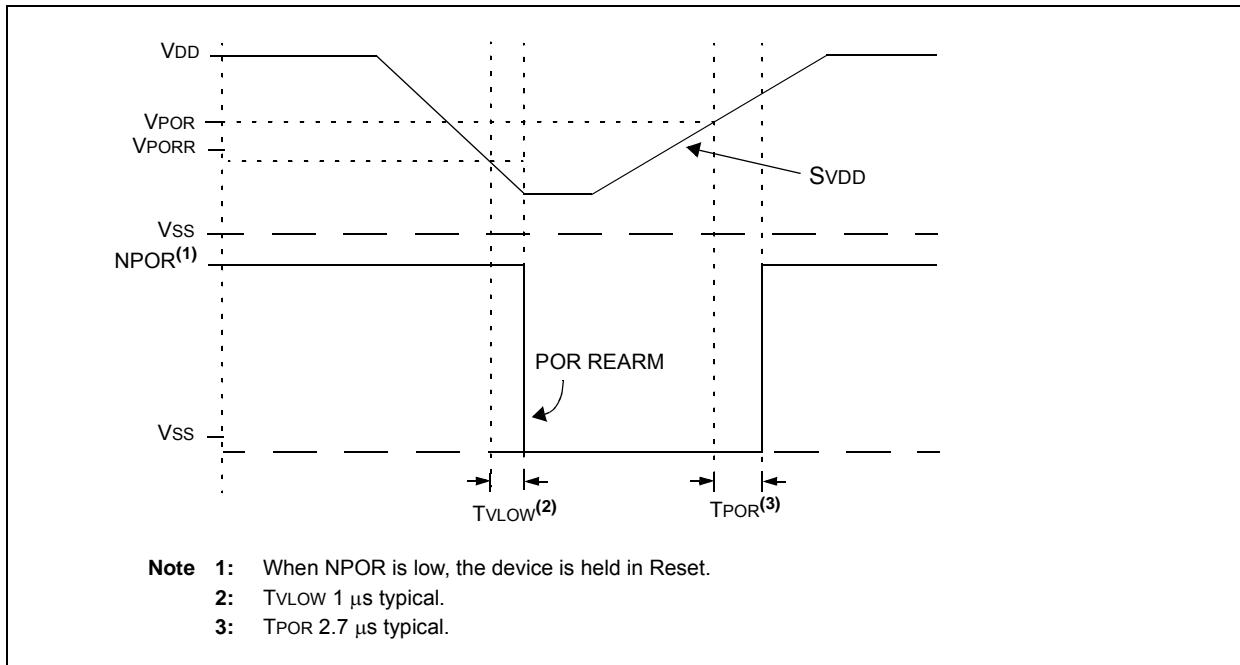 VDD
VPOR
VPORR
SVDD
VSS
NPOR(1)
POR REARM
VSS
TVLOW(2)
TPOR(3)
Note 1: When NPOR is low, the device is held in Reset.
2: TVLOW 1 μs typical.
3: TPOR 2.7 μs typical.